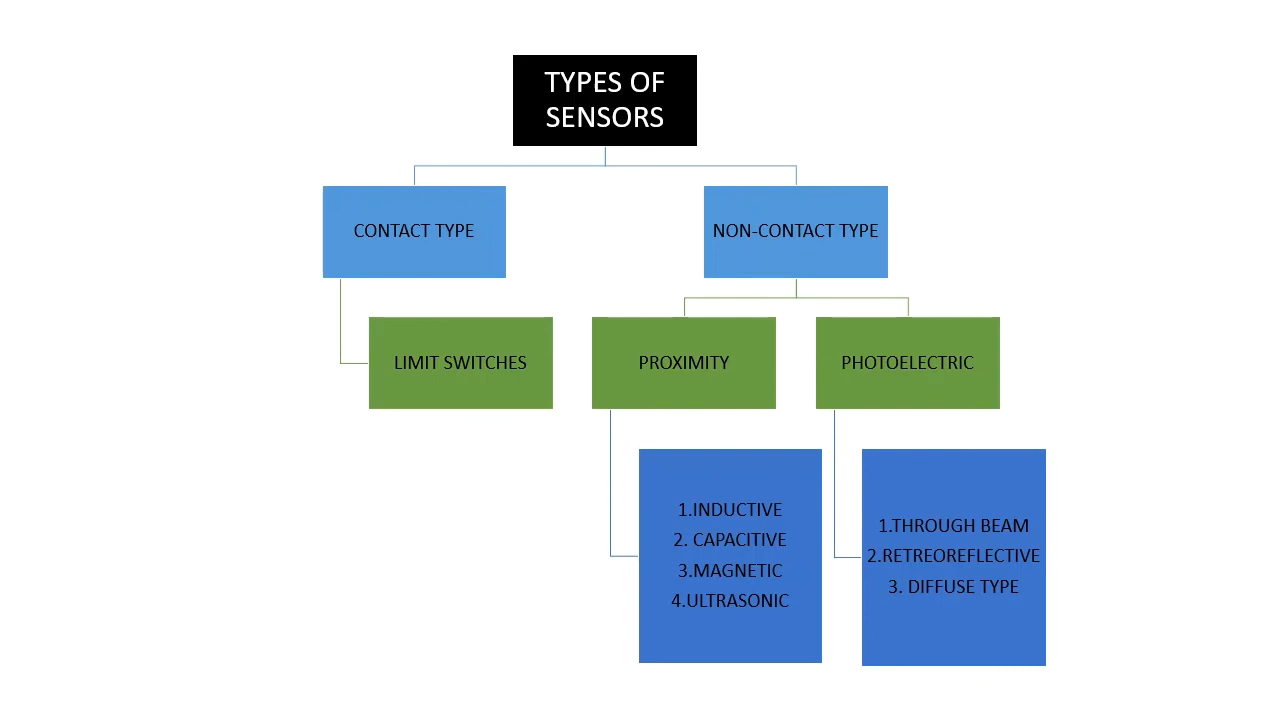 TYPES OF
SENSORS
CONTACT TYPE
NON-CONTACT TYPE
LIMIT SWITCHES
PROXIMITY
PHOTOELECTRIC
1.INDUCTIVE
2. CAPACITIVE
3.MAGNETIC
4.ULTRASONIC
1.THROUGH BEAM
2.RETREOREFLECTIVE
3. DIFFUSE TYPE